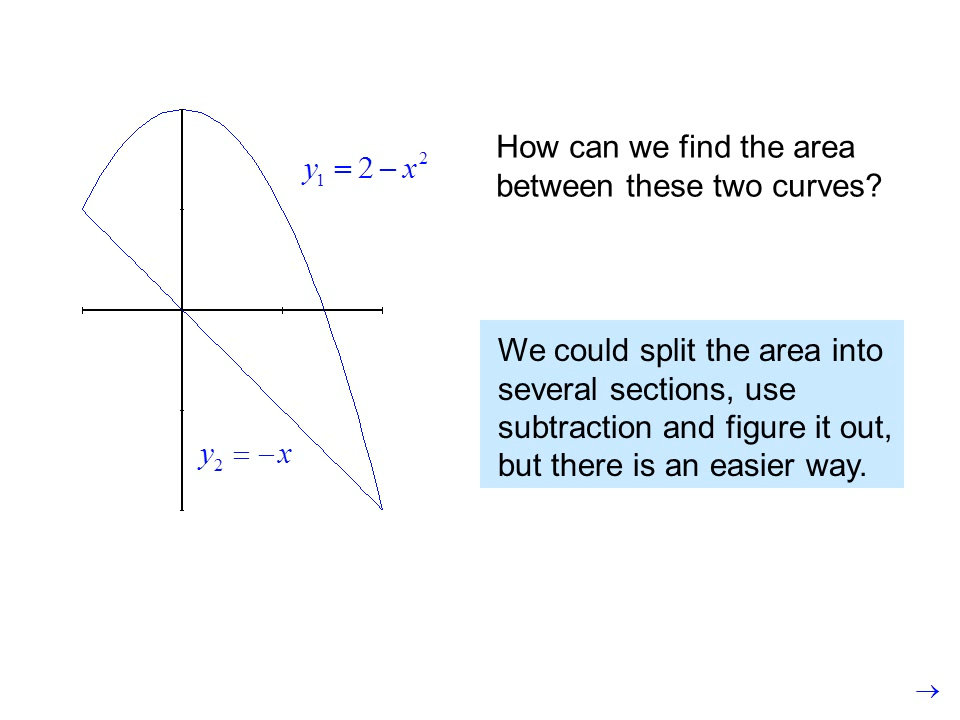 y₁ = 2 − x²
How can we find the area
between these two curves?
We could split the area into
several sections, use
subtraction and figure it out,
but there is an easier way.
y₂ = −x
→